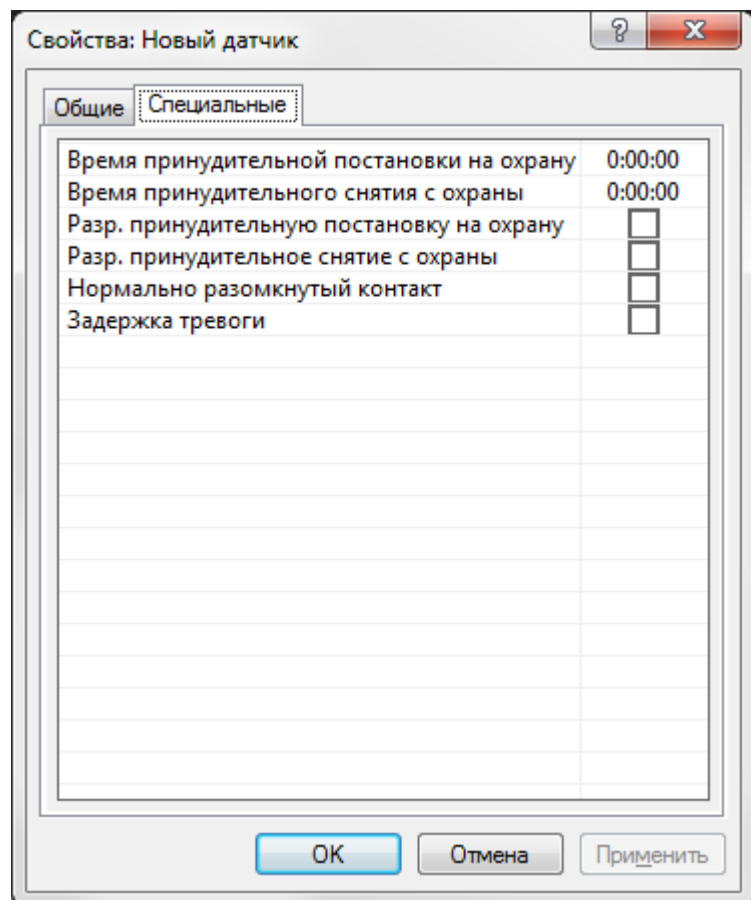 Свойства: Новый датчик
Общие Специальные
Время принудительной постановки на охрану 0:00:00
Время принудительного снятия с охраны 0:00:00
Разр. принудительную постановку на охрану
Разр. принудительное снятие с охраны
Нормально разомкнутый контакт
Задержка тревоги
OK Отмена Применить